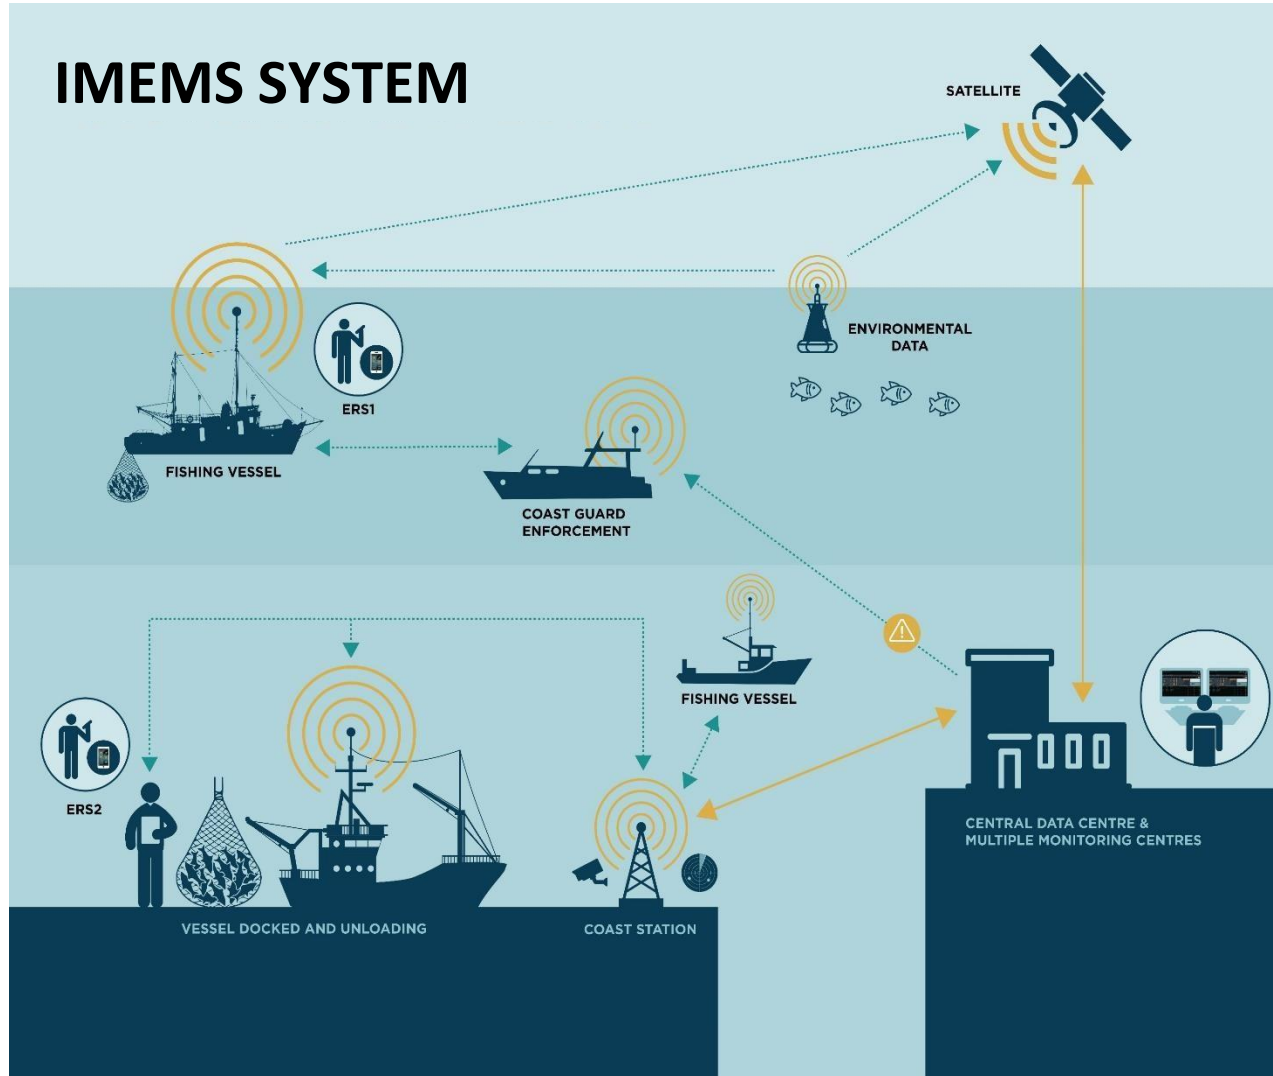 IMEMS SYSTEM
SATELLITE
ENVIRONMENTAL
DATA
ERS1
FISHING VESSEL
COAST GUARD
ENFORCEMENT
FISHING VESSEL
ERS2
CENTRAL DATA CENTRE &
MULTIPLE MONITORING CENTRES
VESSEL DOCKED AND UNLOADING
COAST STATION